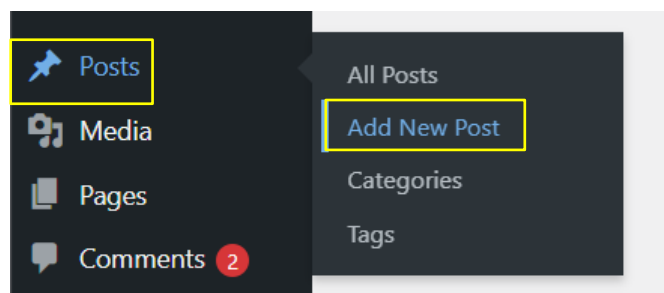 Posts
Media
Pages
Comments 2
All Posts
Add New Post
Categories
Tags